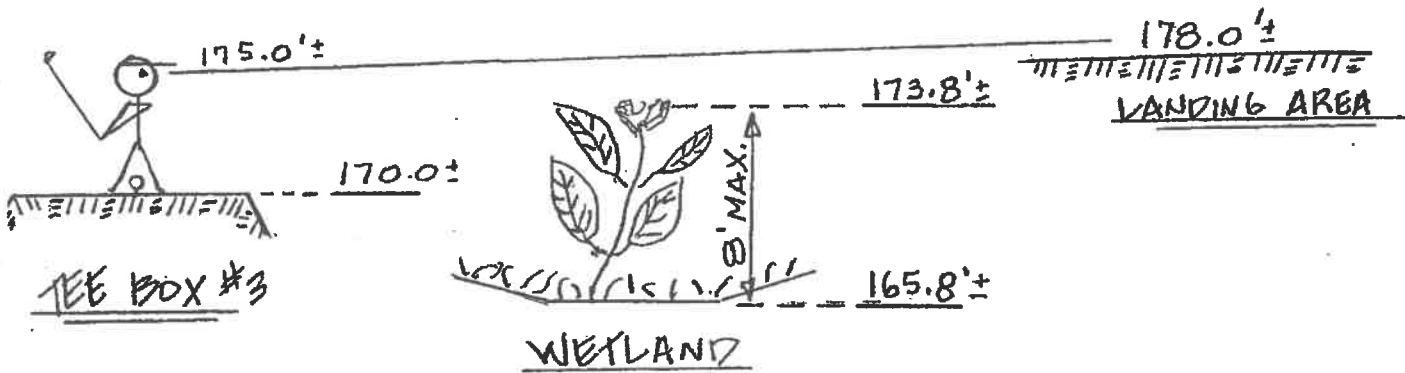 175.0'±
178.0'±
173.8'±
LANDING AREA
170.0±
8' MAX.
165.8'±
TEE BOX #3
WETLAND